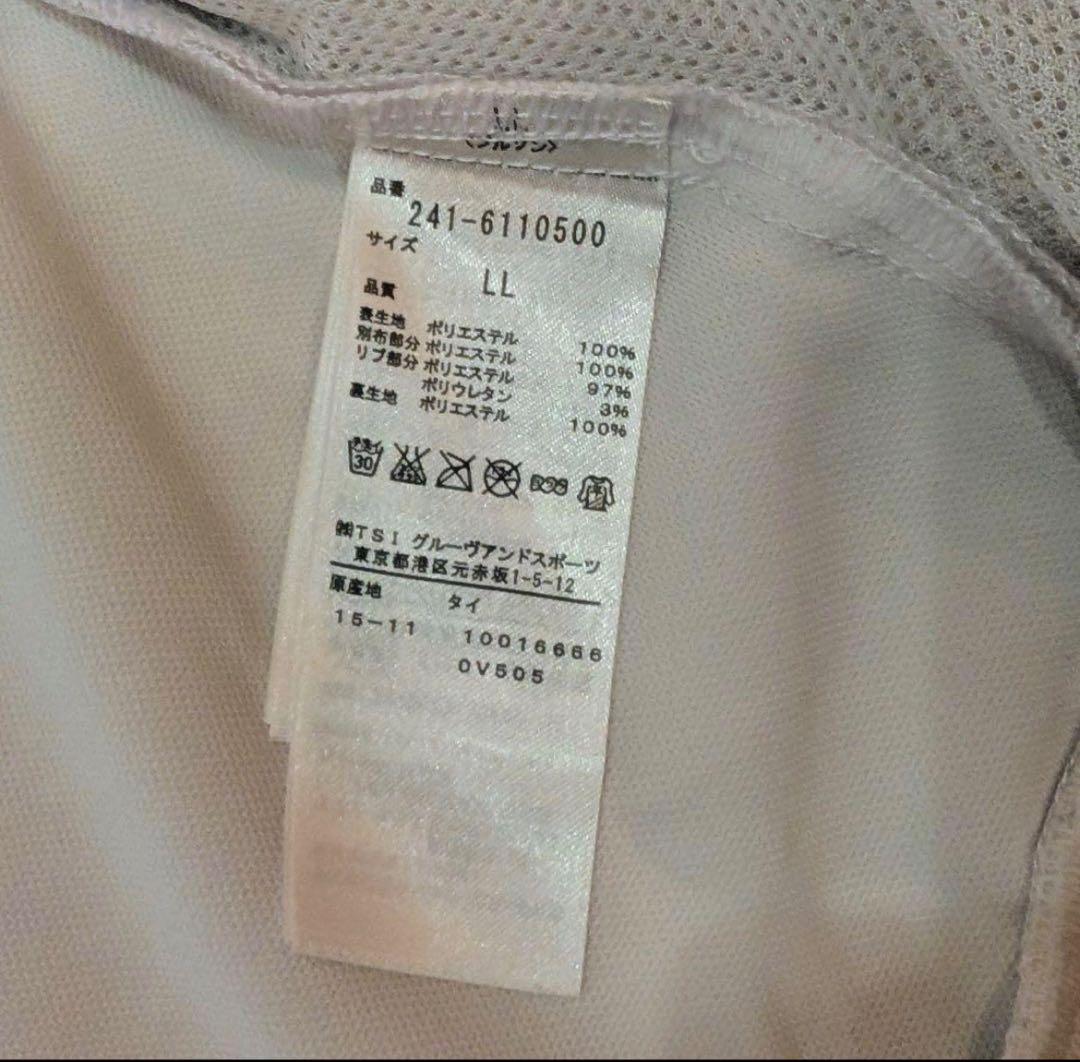 <ブルゾン>
品番
241-6110500
サイズ
LL
品質
表生地 ポリエステル 100%
別布部分 ポリエステル 100%
リブ部分 ポリエステル 97%
ポリウレタン 3%
裏生地 ポリエステル 100%
30
㈱TSI グルーヴアンドスポーツ
東京都港区元赤坂1-5-12
原産地 タイ
15-11 10016666
0V505